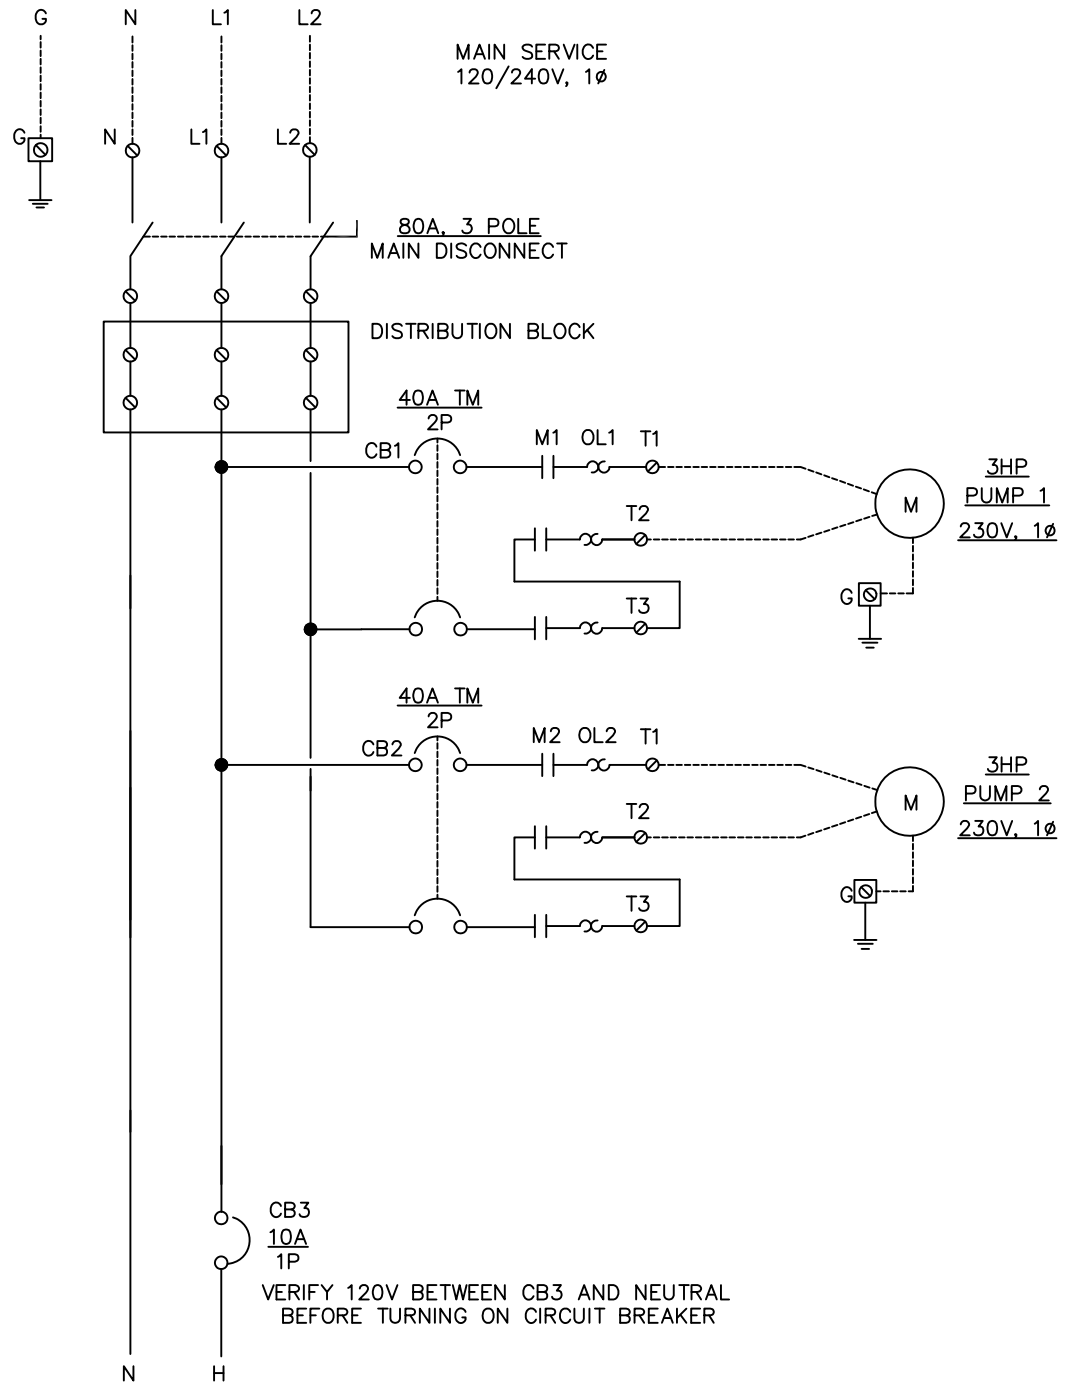 G N L1 L2
MAIN SERVICE
120/240V, 1ø
G N L1 L2
80A, 3 POLE
MAIN DISCONNECT
DISTRIBUTION BLOCK
40A TM
2P
CB1 M1 OL1 T1
3HP
PUMP 1
230V, 1ø
M
T2
G
T3
40A TM
2P
CB2 M2 OL2 T1
3HP
PUMP 2
230V, 1ø
M
T2
G
T3
CB3
10A
1P
VERIFY 120V BETWEEN CB3 AND NEUTRAL
BEFORE TURNING ON CIRCUIT BREAKER
N H